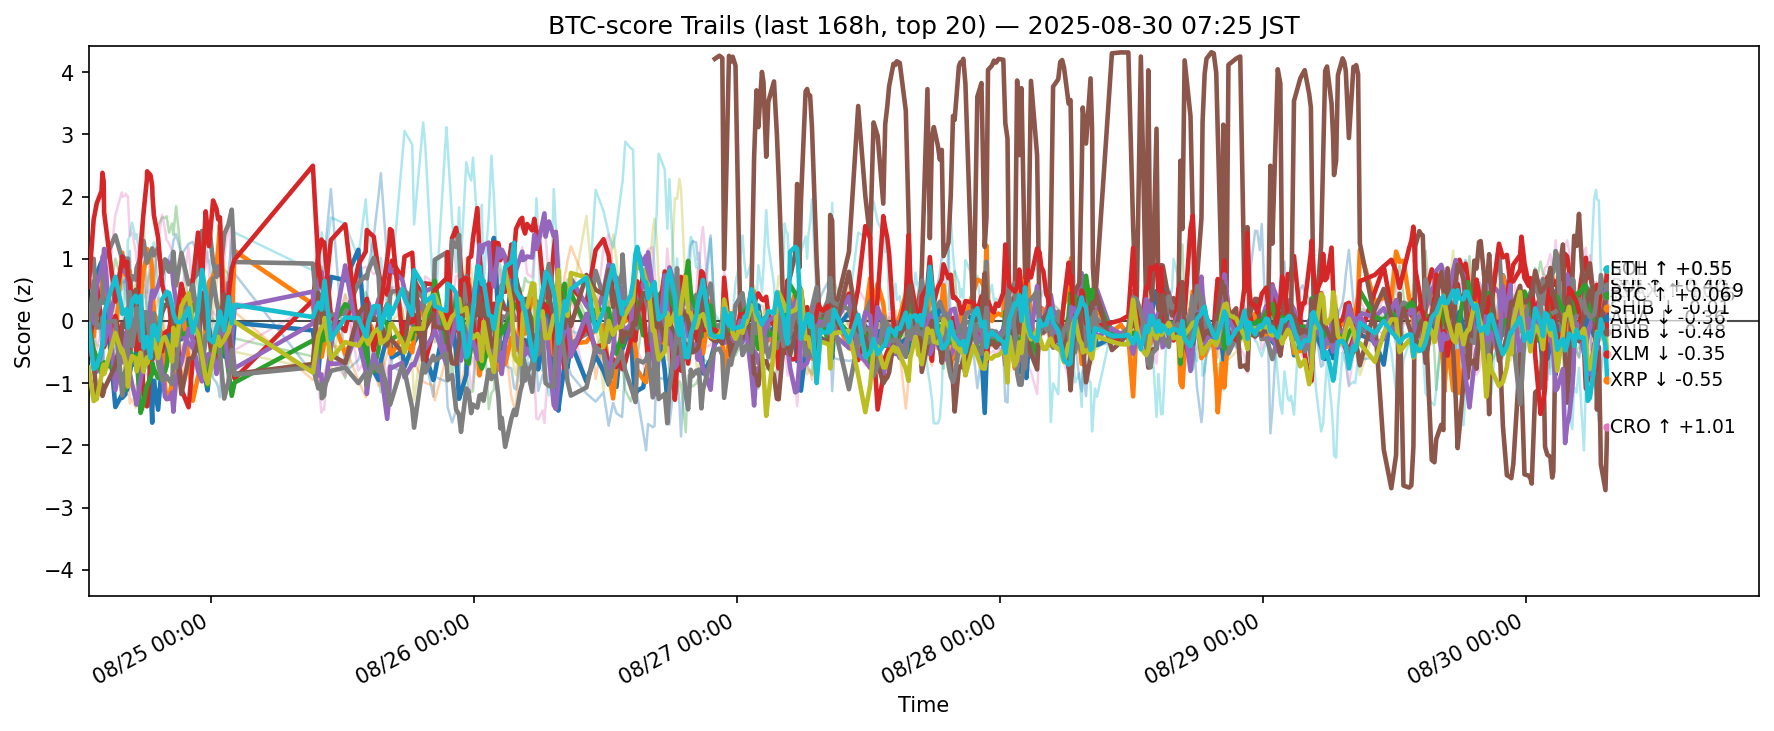 BTC-score Trails (last 168h, top 20) — 2025-08-30 07:25 JST
Score (z)
4
3
2
1
0
−1
−2
−3
−4
ETH ↑ +0.55
BTC ↑ +0.06
SHIB ↓ -0.01
BNB ↓ -0.48
XLM ↓ -0.35
XRP ↓ -0.55
CRO ↑ +1.01
08/25 00:00
08/26 00:00
08/27 00:00
08/28 00:00
08/29 00:00
08/30 00:00
Time